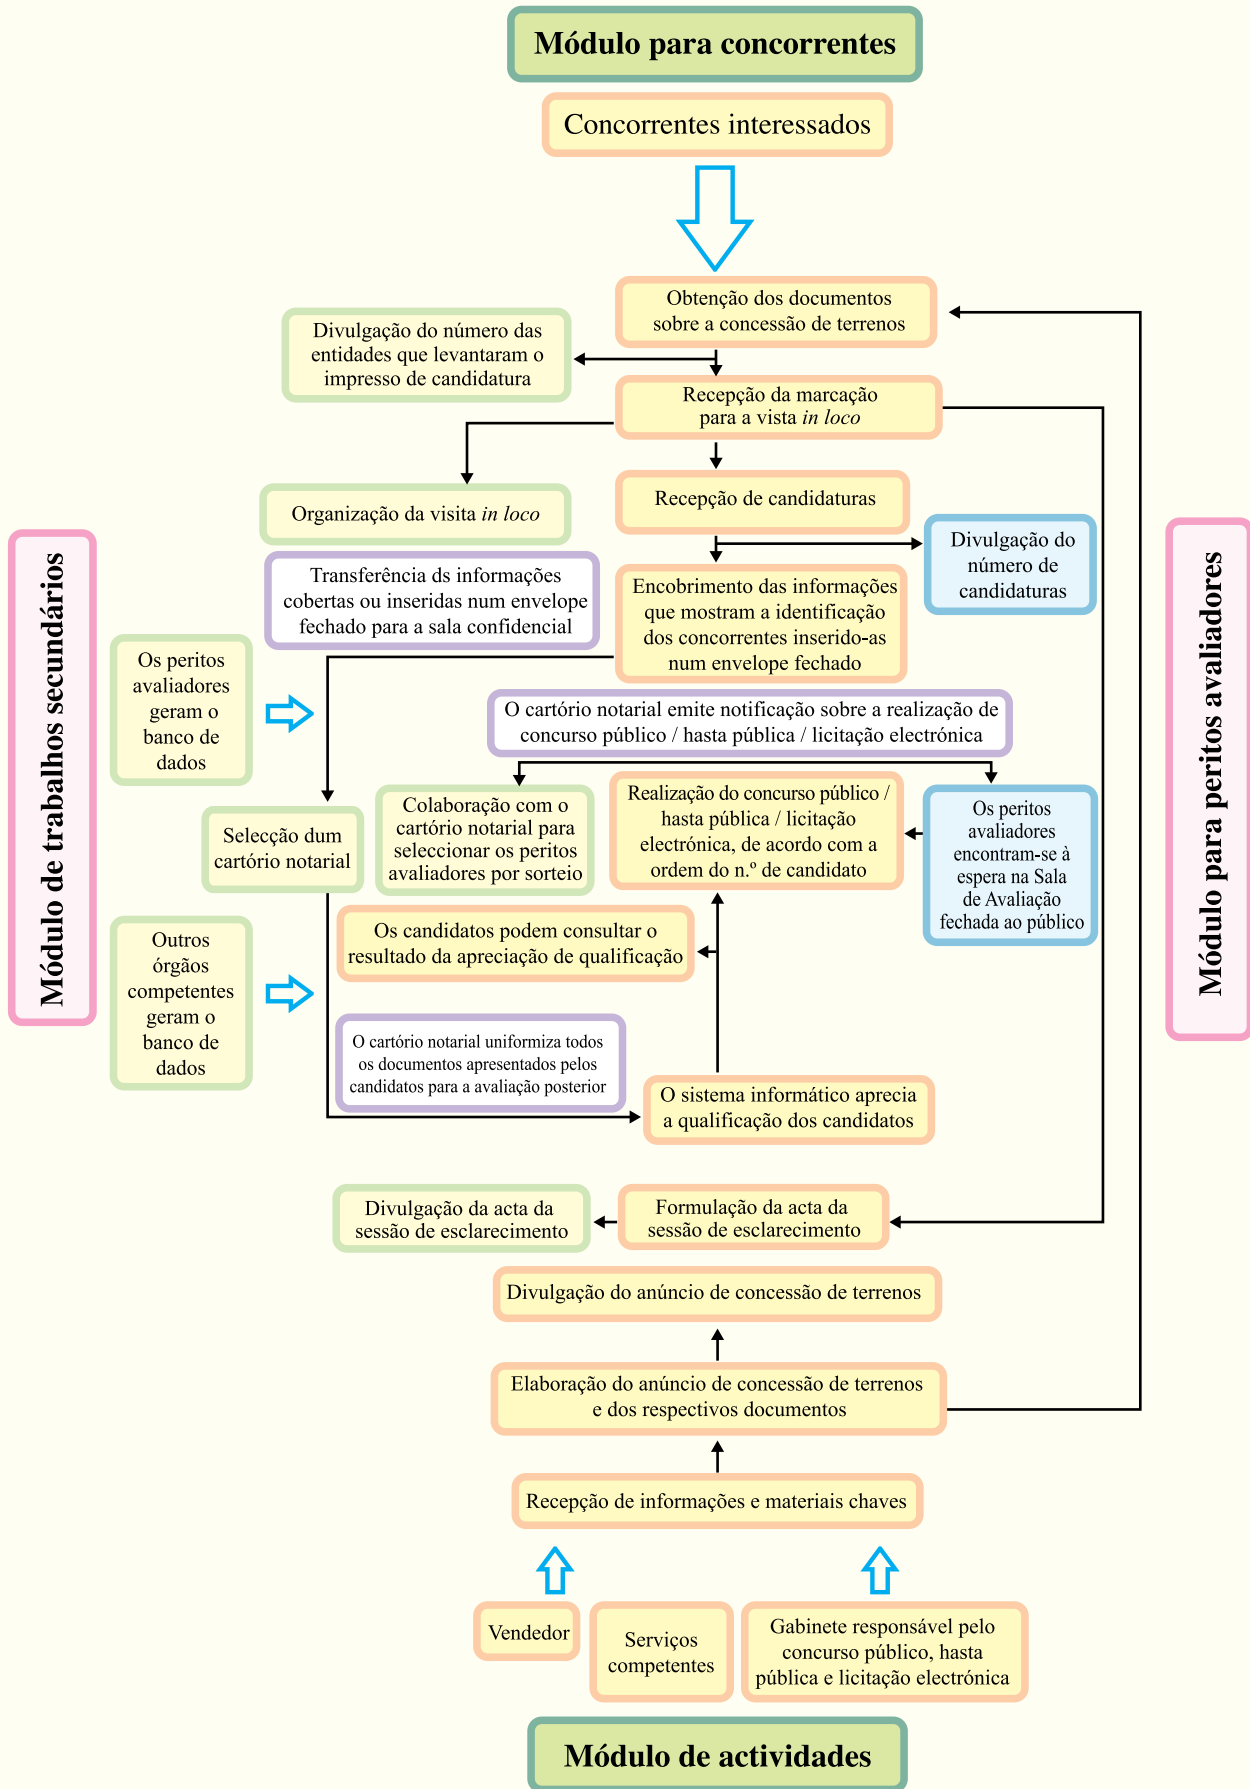 Módulo para concorrentes
Concorrentes interessados
Obtenção dos documentos
sobre a concessão de terrenos
Divulgação do número das
entidades que levantaram o
impresso de candidatura
Recepção da marcação
para a vista in loco
Recepção de candidaturas
Organização da visita in loco
Divulgação do
número de
candidaturas
Transferência ds informações
cobertas ou inseridas num envelope
fechado para a sala confidencial
Encobrimento das informações
que mostram a identificação
dos concorrentes inserido-as
num envelope fechado
Módulo de trabalhos secundários
Módulo para peritos avaliadores
Os peritos
avaliadores
geram o
banco de
dados
O cartório notarial emite notificação sobre a realização de
concurso público / hasta pública / licitação electrónica
Selecção dum
cartório notarial
Colaboração com o
cartório notarial para
seleccionar os peritos
avaliadores por sorteio
Realização do concurso público /
hasta pública / licitação
electrónica, de acordo com a
ordem do n.º de candidato
Os peritos
avaliadores
encontram-se à
espera na Sala
de Avaliação
fechada ao público
Outros
órgãos
competentes
geram o
banco de
dados
Os candidatos podem consultar o
resultado da apreciação de qualificação
O cartório notarial uniformiza todos
os documentos apresentados pelos
candidatos para a avaliação posterior
O sistema informático aprecia
a qualificação dos candidatos
Divulgação da acta da
sessão de esclarecimento
Formulação da acta da
sessão de esclarecimento
Divulgação do anúncio de concessão de terrenos
Elaboração do anúncio de concessão de terrenos
e dos respectivos documentos
Recepção de informações e materiais chaves
Vendedor
Serviços
competentes
Gabinete responsável pelo
concurso público, hasta
pública e licitação electrónica
Módulo de actividades